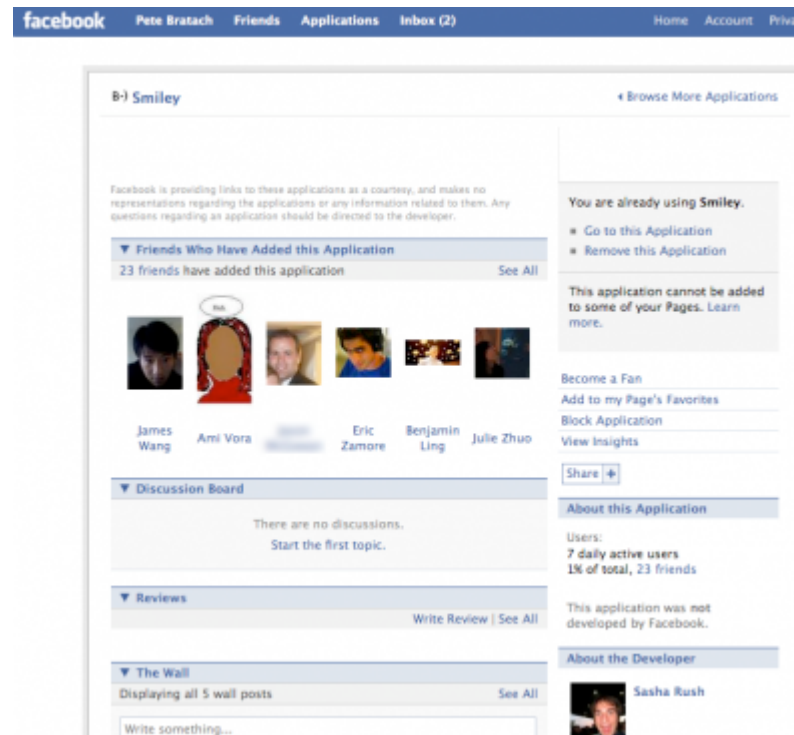 facebook Pete Bratach Friends Applications Inbox (2) Home Account Priva
B-) Smiley
Browse More Applications
Facebook is providing links to these applications as a courtesy, and makes no
representations regarding the applications or any information related to them. Any
questions regarding an application should be directed to the developer.
Friends Who Have Added this Application
23 friends have added this application See All
James
Wang
Ami Vora
Eric
Zamore
Benjamin
Ling
Julie Zhuo
Discussion Board
There are no discussions.
Start the first topic.
Reviews
Write Review | See All
The Wall
Displaying all 5 wall posts See All
Write something...
You are already using Smiley.
Go to this Application
Remove this Application
This application cannot be added
to some of your Pages. Learn
more.
Become a Fan
Add to my Page's Favorites
Block Application
View Insights
Share +
About this Application
Users:
7 daily active users
1% of total, 23 friends
This application was not
developed by Facebook.
About the Developer
Sasha Rush